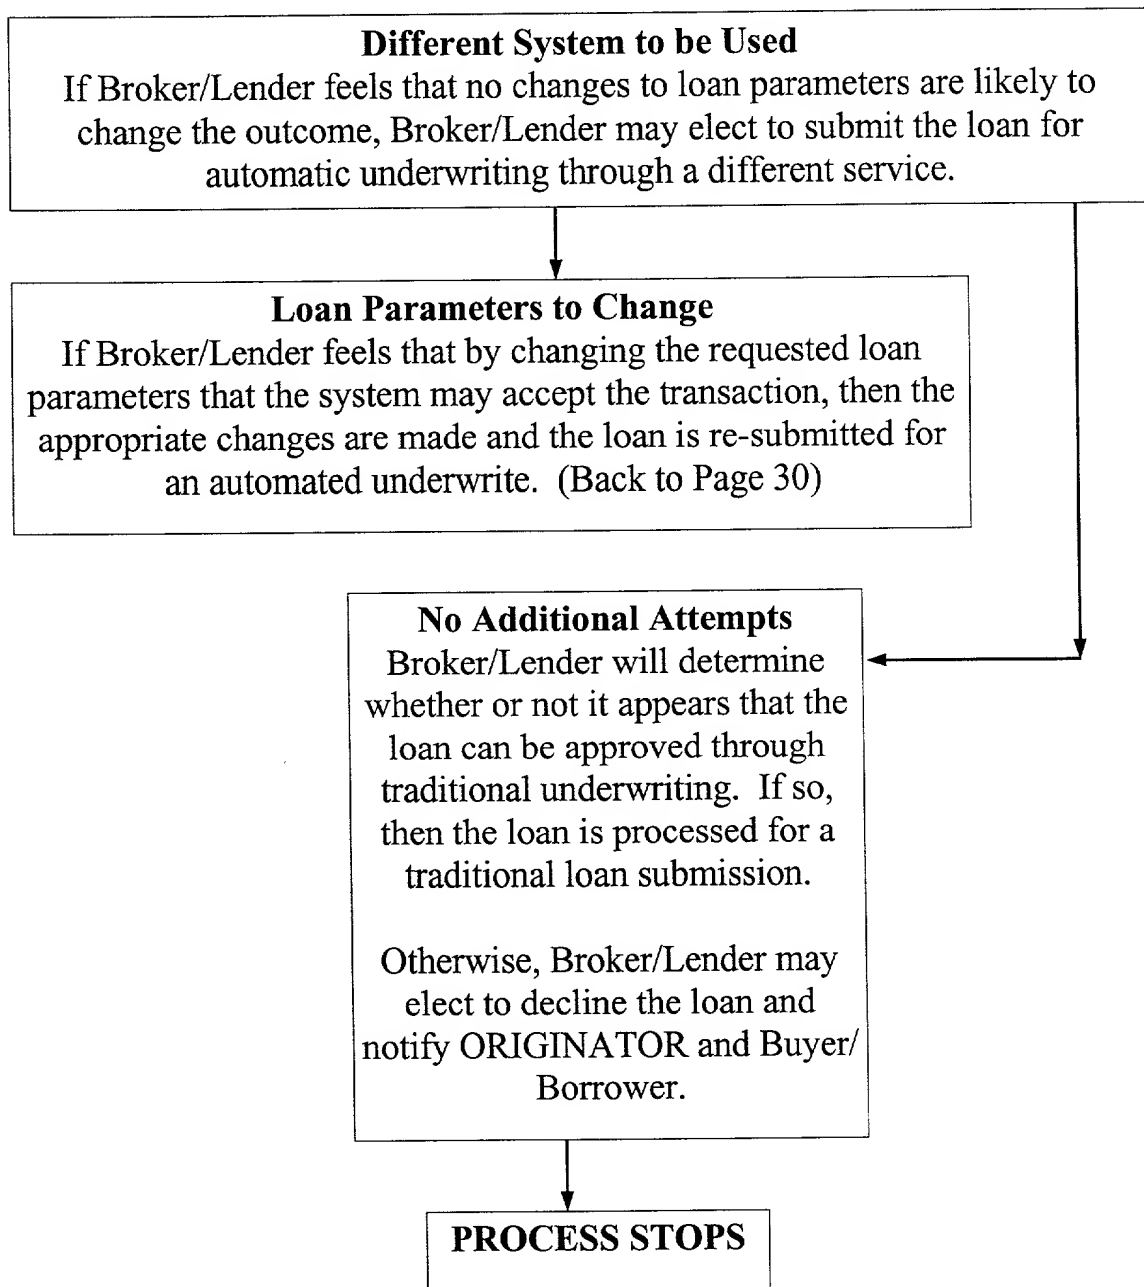 Different System to be Used
If Broker/Lender feels that no changes to loan parameters are likely to
change the outcome, Broker/Lender may elect to submit the loan for
automatic underwriting through a different service.
Loan Parameters to Change
If Broker/Lender feels that by changing the requested loan
parameters that the system may accept the transaction, then the
appropriate changes are made and the loan is re-submitted for
an automated underwrite.  (Back to Page 30)
No Additional Attempts
Broker/Lender will determine
whether or not it appears that the
loan can be approved through
traditional underwriting.  If so,
then the loan is processed for a
traditional loan submission.
Otherwise, Broker/Lender may
elect to decline the loan and
notify ORIGINATOR and Buyer/
Borrower.
PROCESS STOPS